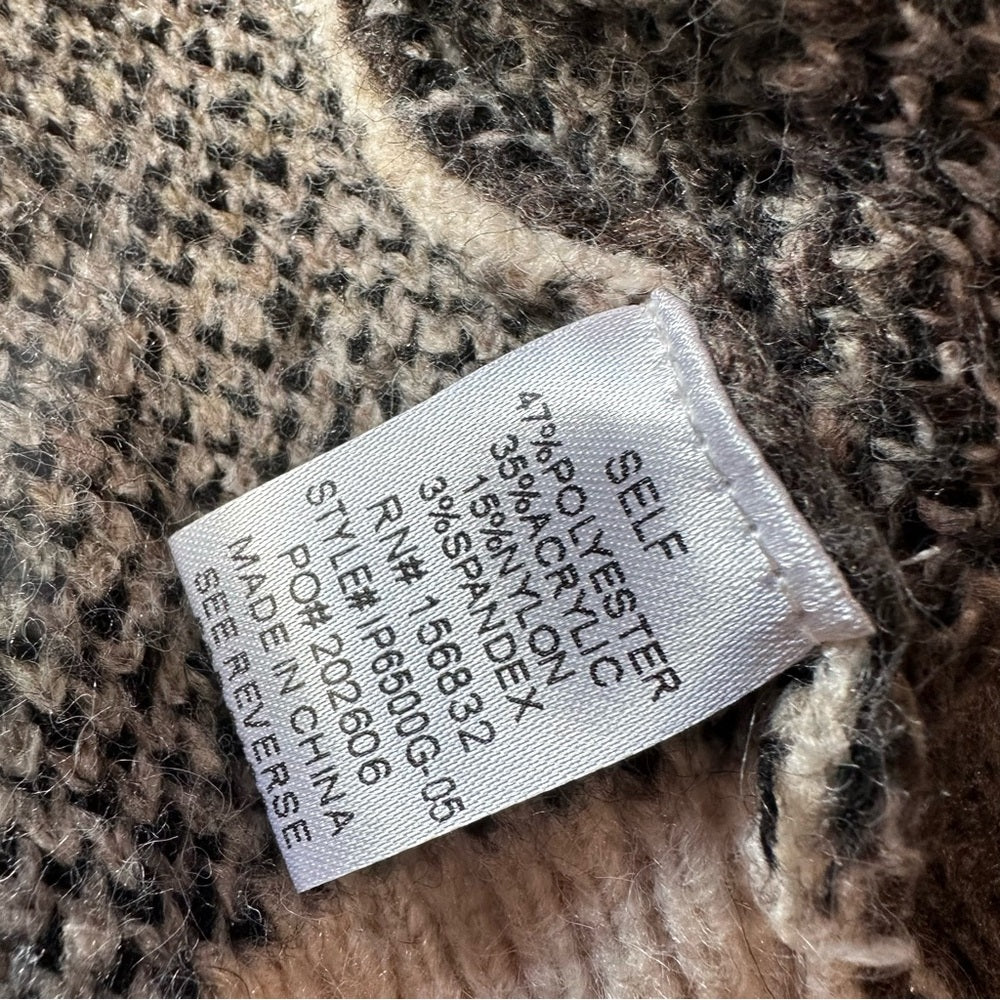 SELF
47%POLYESTER
35%ACRYLIC
15%NYLON
3%SPANDEX
RN# 156832
STYLE# IP6500G-05
PO# 202606
MADE IN CHINA
SEE REVERSE